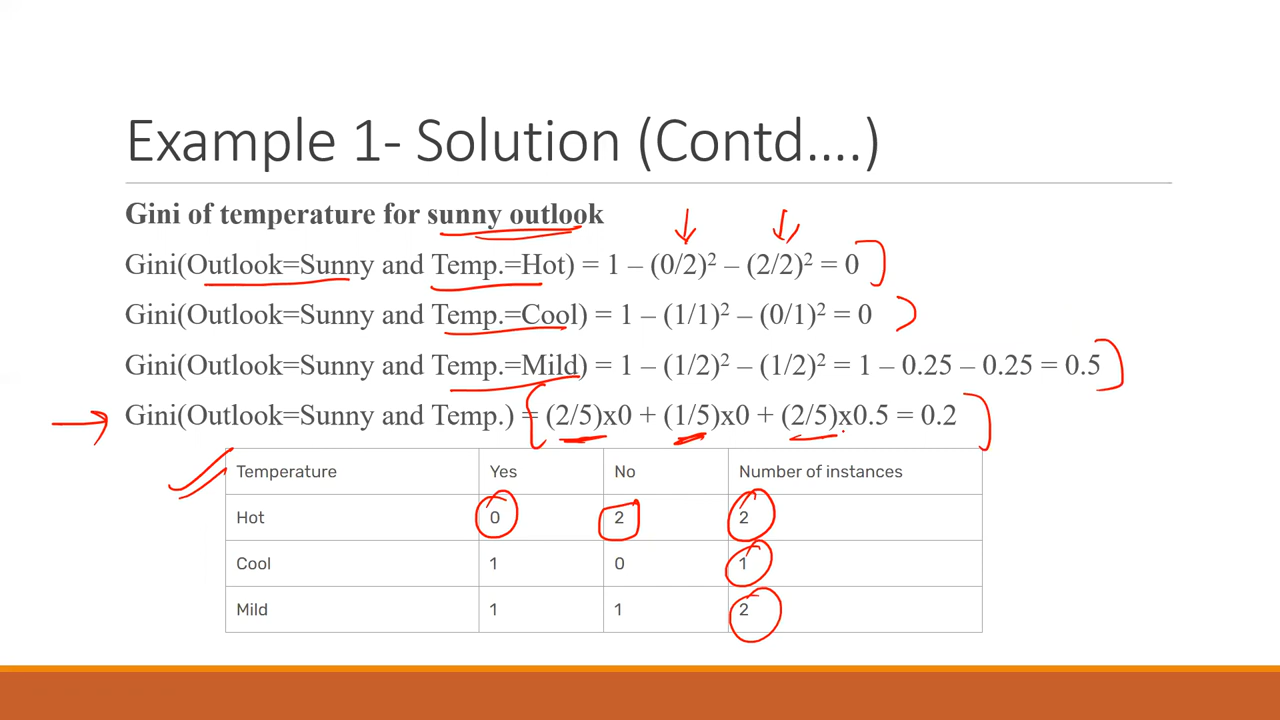 Example 1- Solution (Contd….)
Gini of temperature for sunny outlook
Gini(Outlook=Sunny and Temp.=Hot) = 1 – (0/2)² – (2/2)² = 0
Gini(Outlook=Sunny and Temp.=Cool) = 1 – (1/1)² – (0/1)² = 0
Gini(Outlook=Sunny and Temp.=Mild) = 1 – (1/2)² – (1/2)² = 1 – 0.25 – 0.25 = 0.5
Gini(Outlook=Sunny and Temp.) = (2/5)x0 + (1/5)x0 + (2/5)x0.5 = 0.2
Temperature Yes No Number of instances
Hot 0 2 2
Cool 1 0 1
Mild 1 1 2